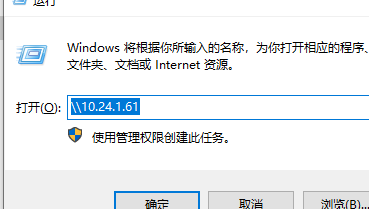 运行
Windows 将根据你所输入的名称，为你打开相应的程序、
文件夹、文档或 Internet 资源。
打开(O): \\10.24.1.61
使用管理权限创建此任务。
确定 取消 浏览(B)...